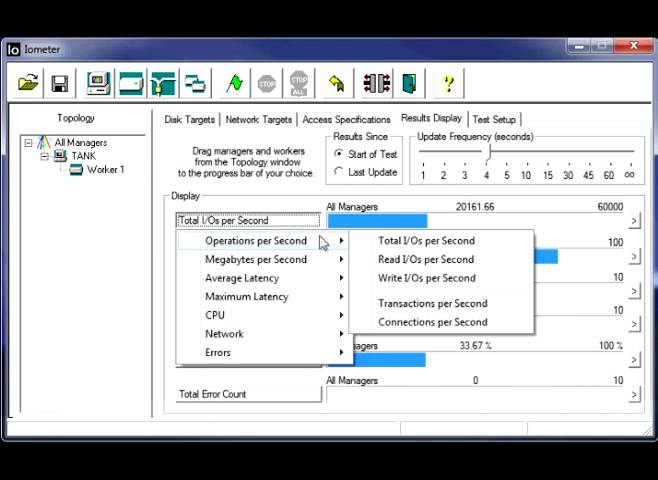 Iometer
Topology
All Managers
TANK
Worker 1
Disk Targets
Network Targets
Access Specifications
Results Display
Test Setup
Drag managers and workers
from the Topology window
to the progress bar of your choice.
Results Since
Start of Test
Last Update
Update Frequency (seconds)
1 2 3 4 5 10 15 30 45 60 ∞
Display
All Managers 20161.66 60000
Total I/Os per Second
>
Operations per Second
Megabytes per Second
Average Latency
Maximum Latency
CPU
Network
Errors
Total I/Os per Second
Read I/Os per Second
Write I/Os per Second
Transactions per Second
Connections per Second
100
>
10
>
10
>
agers 33.67 % 100 %
>
All Managers 0 10
Total Error Count
>
STOP
STOP
ALL
?